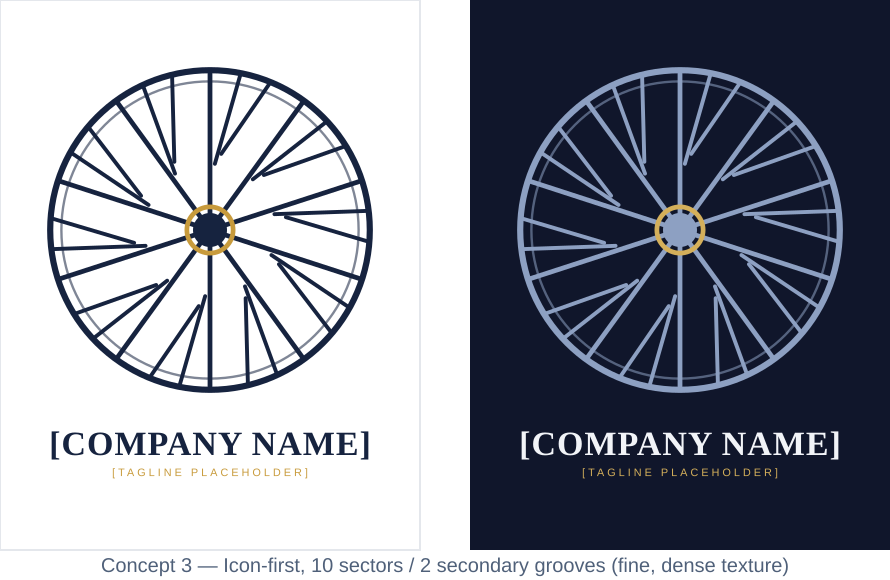 [COMPANY NAME]
[TAGLINE PLACEHOLDER]
[COMPANY NAME]
[TAGLINE PLACEHOLDER]
Concept 3 — Icon-first, 10 sectors / 2 secondary grooves (fine, dense texture)